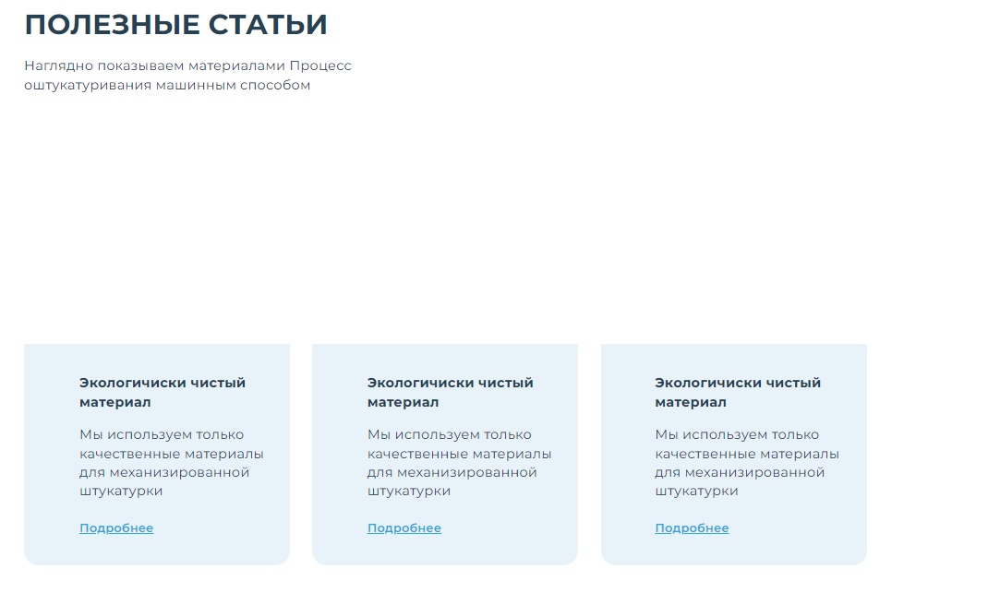 ПОЛЕЗНЫЕ СТАТЬИ
Наглядно показываем материалами Процесс
оштукатуривания машинным способом
Экологичиски чистый
материал
Мы используем только
качественные материалы
для механизированной
штукатурки
Подробнее
Экологичиски чистый
материал
Мы используем только
качественные материалы
для механизированной
штукатурки
Подробнее
Экологичиски чистый
материал
Мы используем только
качественные материалы
для механизированной
штукатурки
Подробнее